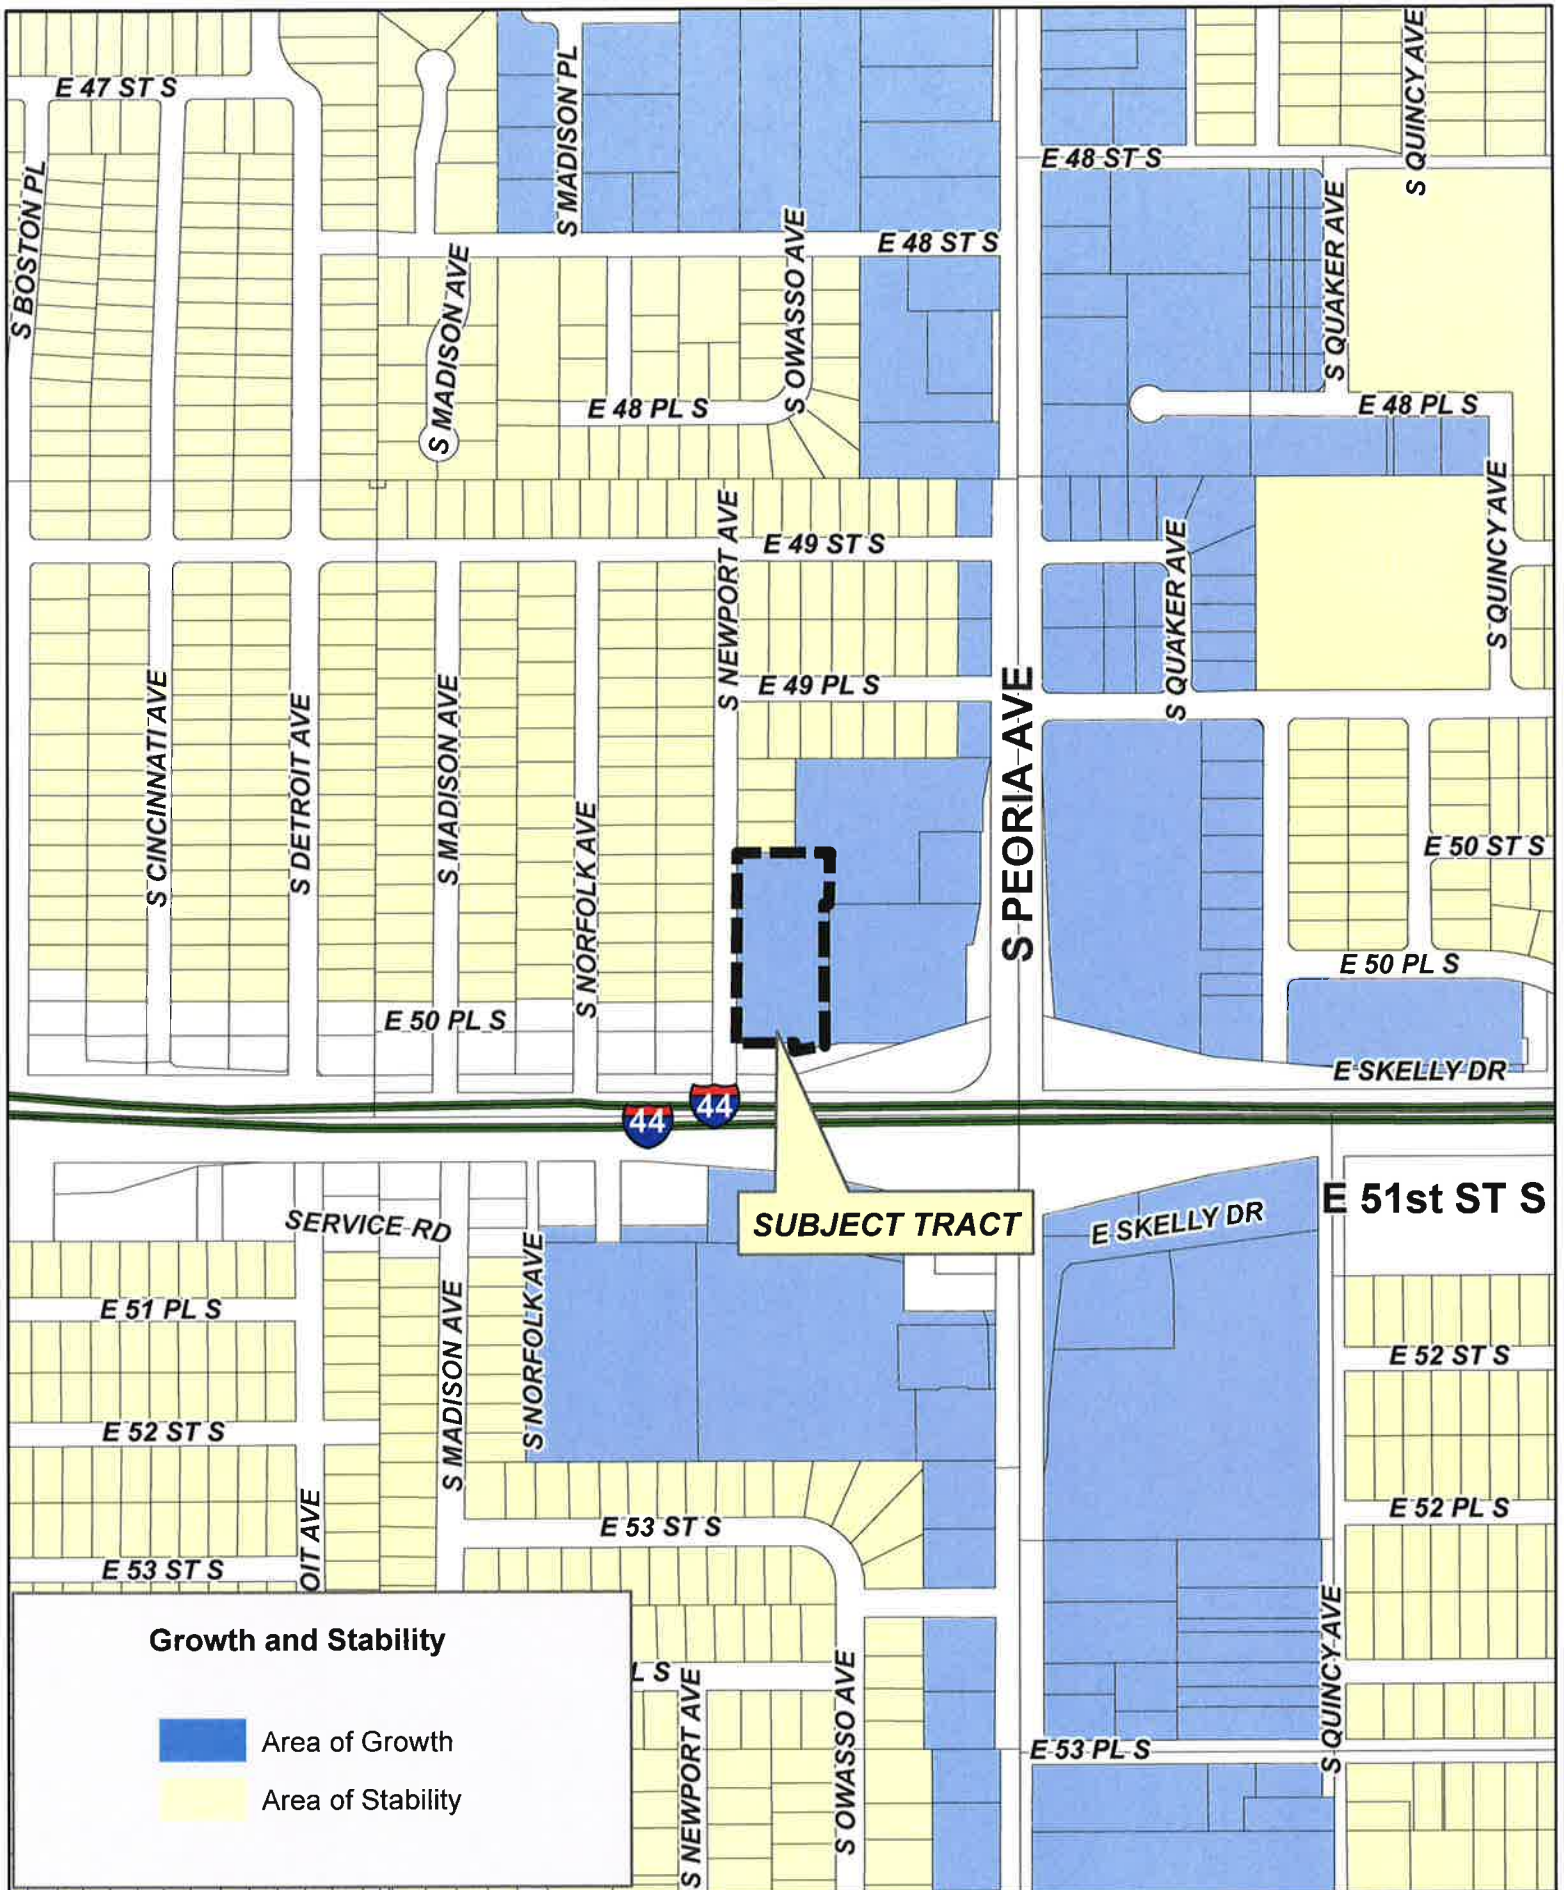 E 47 ST S
S BOSTON PL
S MADISON PL
S QUINCY AVE
E 48 ST S
S QUAKER AVE
E 48 ST S
S OWASSO AVE
S MADISON AVE
E 48 PL S
E 48 PL S
S NEWPORT AVE
E 49 ST S
S QUAKER AVE
S QUINCY AVE
E 49 PL S
S PEORIA AVE
S CINCINNATI AVE
S DETROIT AVE
S MADISON AVE
S NORFOLK AVE
E 50 ST S
E 50 PL S
E 50 PL S
E SKELLY DR
44
44
SUBJECT TRACT
E SKELLY DR
E 51st ST S
SERVICE RD
S NORFOLK AVE
S MADISON AVE
E 51 PL S
E 52 ST S
E 52 ST S
E 52 PL S
E 53 ST S
E 53 ST S
OIT AVE
L S
S NEWPORT AVE
S OWASSO AVE
S QUINCY AVE
E 53 PL S
Growth and Stability
Area of Growth
Area of Stability